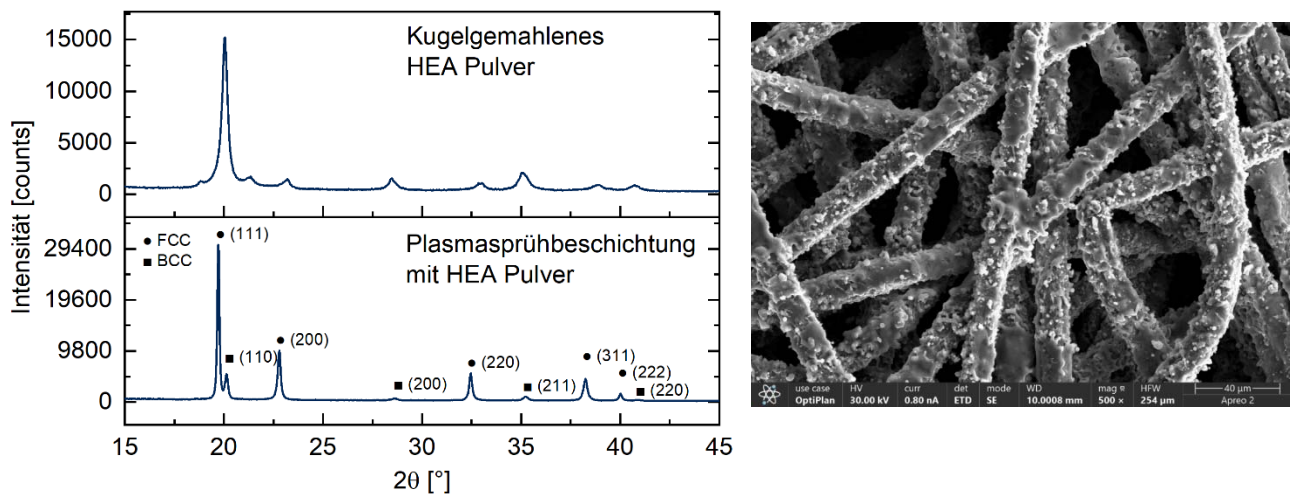 Intensität [counts]
15000
10000
5000
0
Kugelgemahlenes
HEA Pulver
29400
19600
9800
0
● FCC
■ BCC
● (111)
■ (110)
● (200)
■ (200)
● (220)
■ (211)
● (311)
● (222)
■ (220)
Plasmasprühbeschichtung
mit HEA Pulver
15 20 25 30 35 40 45
2θ [°]
use case HV curr det mode WD mag HFW 40 µm
OptiPlan 30.00 kV 0.80 nA ETD SE 10.0008 mm 500 × 254 µm Apreo 2